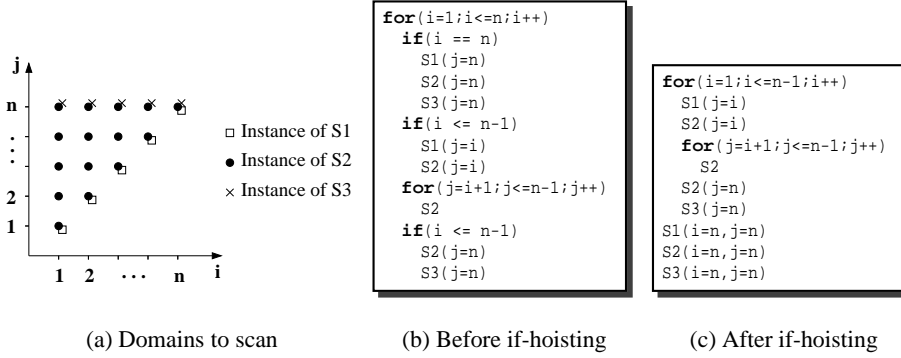 j
n
⋮
2
1
1 2 ··· n i
Instance of S1
Instance of S2
Instance of S3
(a) Domains to scan
for(i=1;i<=n;i++)
if(i == n)
S1(j=n)
S2(j=n)
S3(j=n)
if(i <= n-1)
S1(j=i)
S2(j=i)
for(j=i+1;j<=n-1;j++)
S2
if(i <= n-1)
S2(j=n)
S3(j=n)
(b) Before if-hoisting
for(i=1;i<=n-1;i++)
S1(j=i)
S2(j=i)
for(j=i+1;j<=n-1;j++)
S2
S2(j=n)
S3(j=n)
S1(i=n,j=n)
S2(i=n,j=n)
S3(i=n,j=n)
(c) After if-hoisting